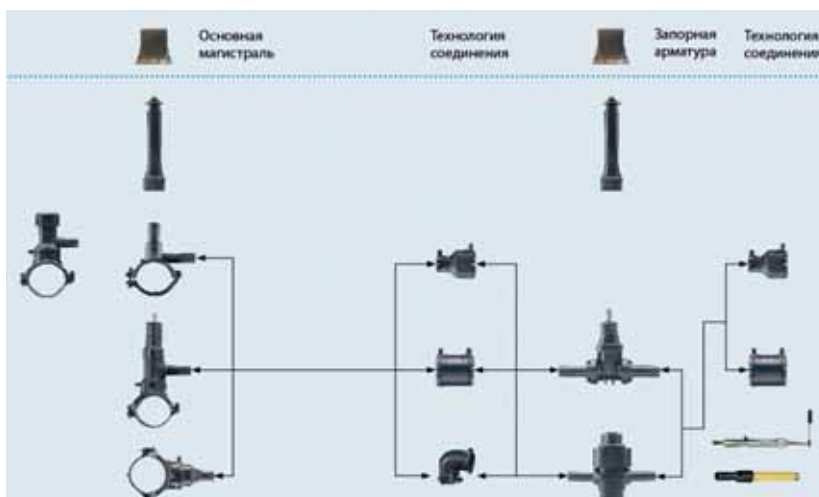 Основная
магистраль
Технология
соединения
Запорная
арматура
Технология
соединения